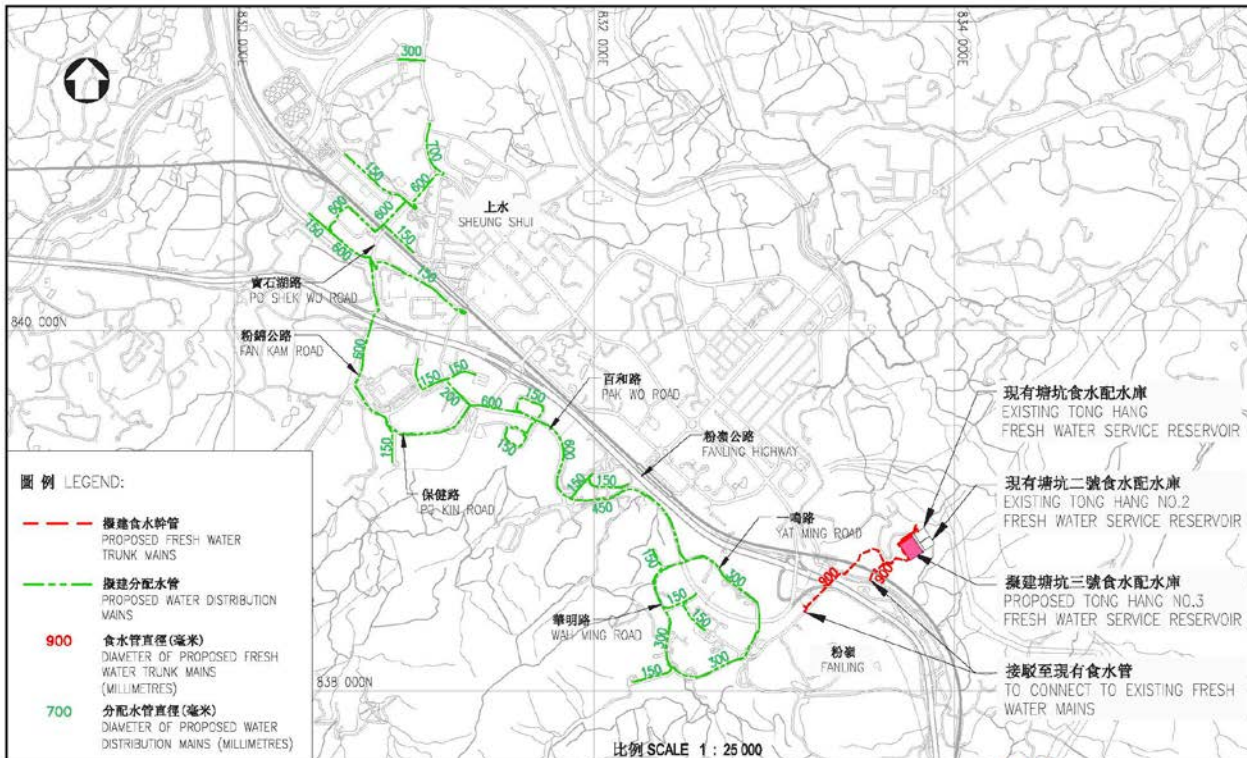 830 000E
832 000E
834 000E
300
700
150
600
上水
SHEUNG SHUI
600
600
150
600
150
150
寶石湖路
PO SHEK WO ROAD
840 000N
粉錦公路
FAN KAM ROAD
600
150
150
200
600
150
百和路
PAK WO ROAD
150
150
600
粉嶺公路
FANLING HIGHWAY
保健路
PO KIN ROAD
150
150
450
一鳴路
YAT MING ROAD
150
300
150
150
華明路
WAH MING ROAD
300
150
300
838 000N
粉嶺
FANLING
900
現有塘坑食水配水庫
EXISTING TONG HANG
FRESH WATER SERVICE RESERVOIR
現有塘坑二號食水配水庫
EXISTING TONG HANG NO.2
FRESH WATER SERVICE RESERVOIR
擬建塘坑三號食水配水庫
PROPOSED TONG HANG NO.3
FRESH WATER SERVICE RESERVOIR
接駁至現有食水管
TO CONNECT TO EXISTING FRESH
WATER MAINS
圖例 LEGEND:
擬建食水幹管
PROPOSED FRESH WATER
TRUNK MAINS
擬建分配水管
PROPOSED WATER DISTRIBUTION
MAINS
900 食水管直徑(毫米)
DIAMETER OF PROPOSED FRESH
WATER TRUNK MAINS
(MILLIMETRES)
700 分配水管直徑(毫米)
DIAMETER OF PROPOSED WATER
DISTRIBUTION MAINS (MILLIMETRES)
比例 SCALE 1 : 25 000